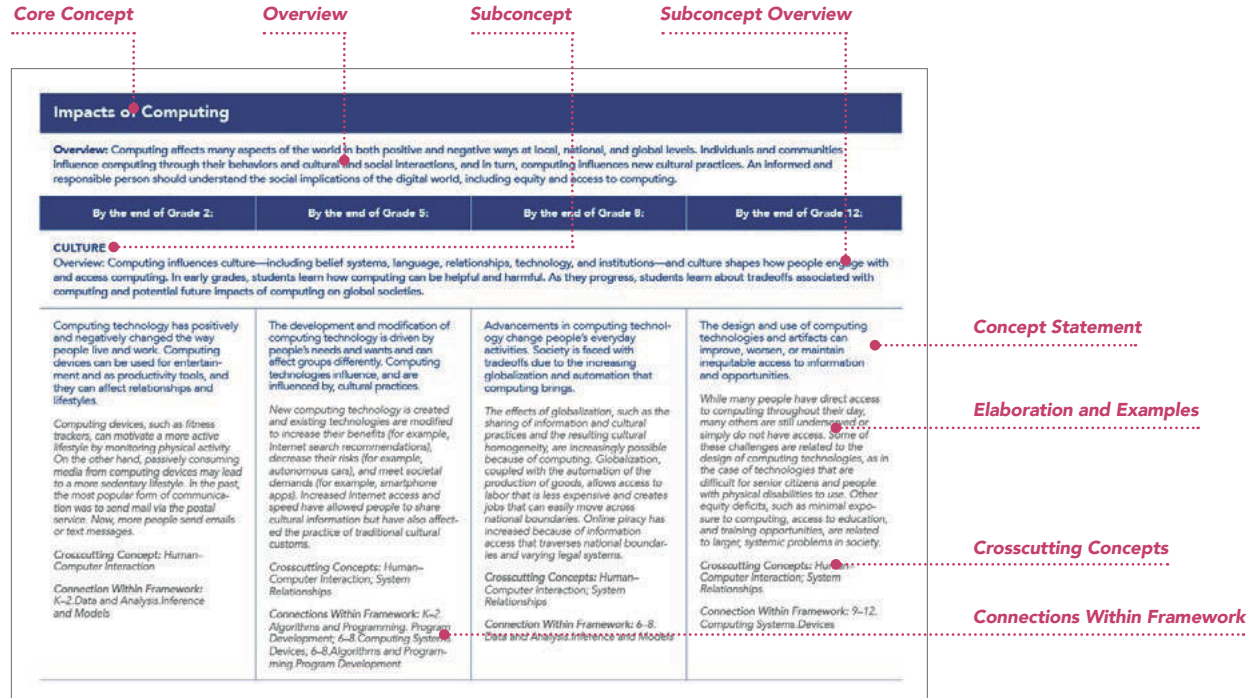 Core Concept
Overview
Subconcept
Subconcept Overview
Impacts of Computing
Overview: Computing affects many aspects of the world in both positive and negative ways at local, national, and global levels. Individuals and communities
influence computing through their behaviors and cultural and social interactions, and in turn, computing influences new cultural practices. An informed and
responsible person should understand the social implications of the digital world, including equity and access to computing.
By the end of Grade 2:
By the end of Grade 5:
By the end of Grade 8:
By the end of Grade 12:
CULTURE
Overview: Computing influences culture—including belief systems, language, relationships, technology, and institutions—and culture shapes how people engage with
and access computing. In early grades, students learn how computing can be helpful and harmful. As they progress, students learn about tradeoffs associated with
computing and potential future impacts of computing on global societies.
Computing technology has positively
and negatively changed the way
people live and work. Computing
devices can be used for entertain-
ment and as productivity tools, and
they can affect relationships and
lifestyles.
Computing devices, such as fitness
trackers, can motivate a more active
lifestyle by monitoring physical activity.
On the other hand, passively consuming
media from computing devices may lead
to a more sedentary lifestyle. In the past,
the most popular form of communica-
tion was to send mail via the postal
service. Now, more people send emails
or text messages.
Crosscutting Concept: Human–
Computer Interaction
Connection Within Framework:
K–2.Data and Analysis.Inference
and Models
The development and modification of
computing technology is driven by
people's needs and wants and can
affect groups differently. Computing
technologies influence, and are
influenced by, cultural practices.
New computing technology is created
and existing technologies are modified
to increase their benefits (for example,
Internet search recommendations),
decrease their risks (for example,
autonomous cars), and meet societal
demands (for example, smartphone
apps). Increased Internet access and
speed have allowed people to share
cultural information but have also affect-
ed the practice of traditional cultural
customs.
Crosscutting Concepts: Human–
Computer Interaction; System
Relationships
Connections Within Framework: K–2.
Algorithms and Programming. Program
Development; 6–8.Computing Systems.
Devices; 6–8.Algorithms and Program-
ming.Program Development
Advancements in computing technol-
ogy change people's everyday
activities. Society is faced with
tradeoffs due to the increasing
globalization and automation that
computing brings.
The effects of globalization, such as the
sharing of information and cultural
practices and the resulting cultural
homogeneity, are increasingly possible
because of computing. Globalization,
coupled with the automation of the
production of goods, allows access to
labor that is less expensive and creates
jobs that can easily move across
national boundaries. Online piracy has
increased because of information
access that traverses national boundar-
ies and varying legal systems.
Crosscutting Concepts: Human–
Computer Interaction; System
Relationships
Connection Within Framework: 6–8.
Data and Analysis.Inference and Models
The design and use of computing
technologies and artifacts can
improve, worsen, or maintain
inequitable access to information
and opportunities.
While many people have direct access
to computing throughout their day,
many others are still underserved or
simply do not have access. Some of
these challenges are related to the
design of computing technologies, as in
the case of technologies that are
difficult for senior citizens and people
with physical disabilities to use. Other
equity deficits, such as minimal expo-
sure to computing, access to education,
and training opportunities, are related
to larger, systemic problems in society.
Crosscutting Concepts: Human–
Computer Interaction; System
Relationships
Connection Within Framework: 9–12.
Computing Systems.Devices
Concept Statement
Elaboration and Examples
Crosscutting Concepts
Connections Within Framework